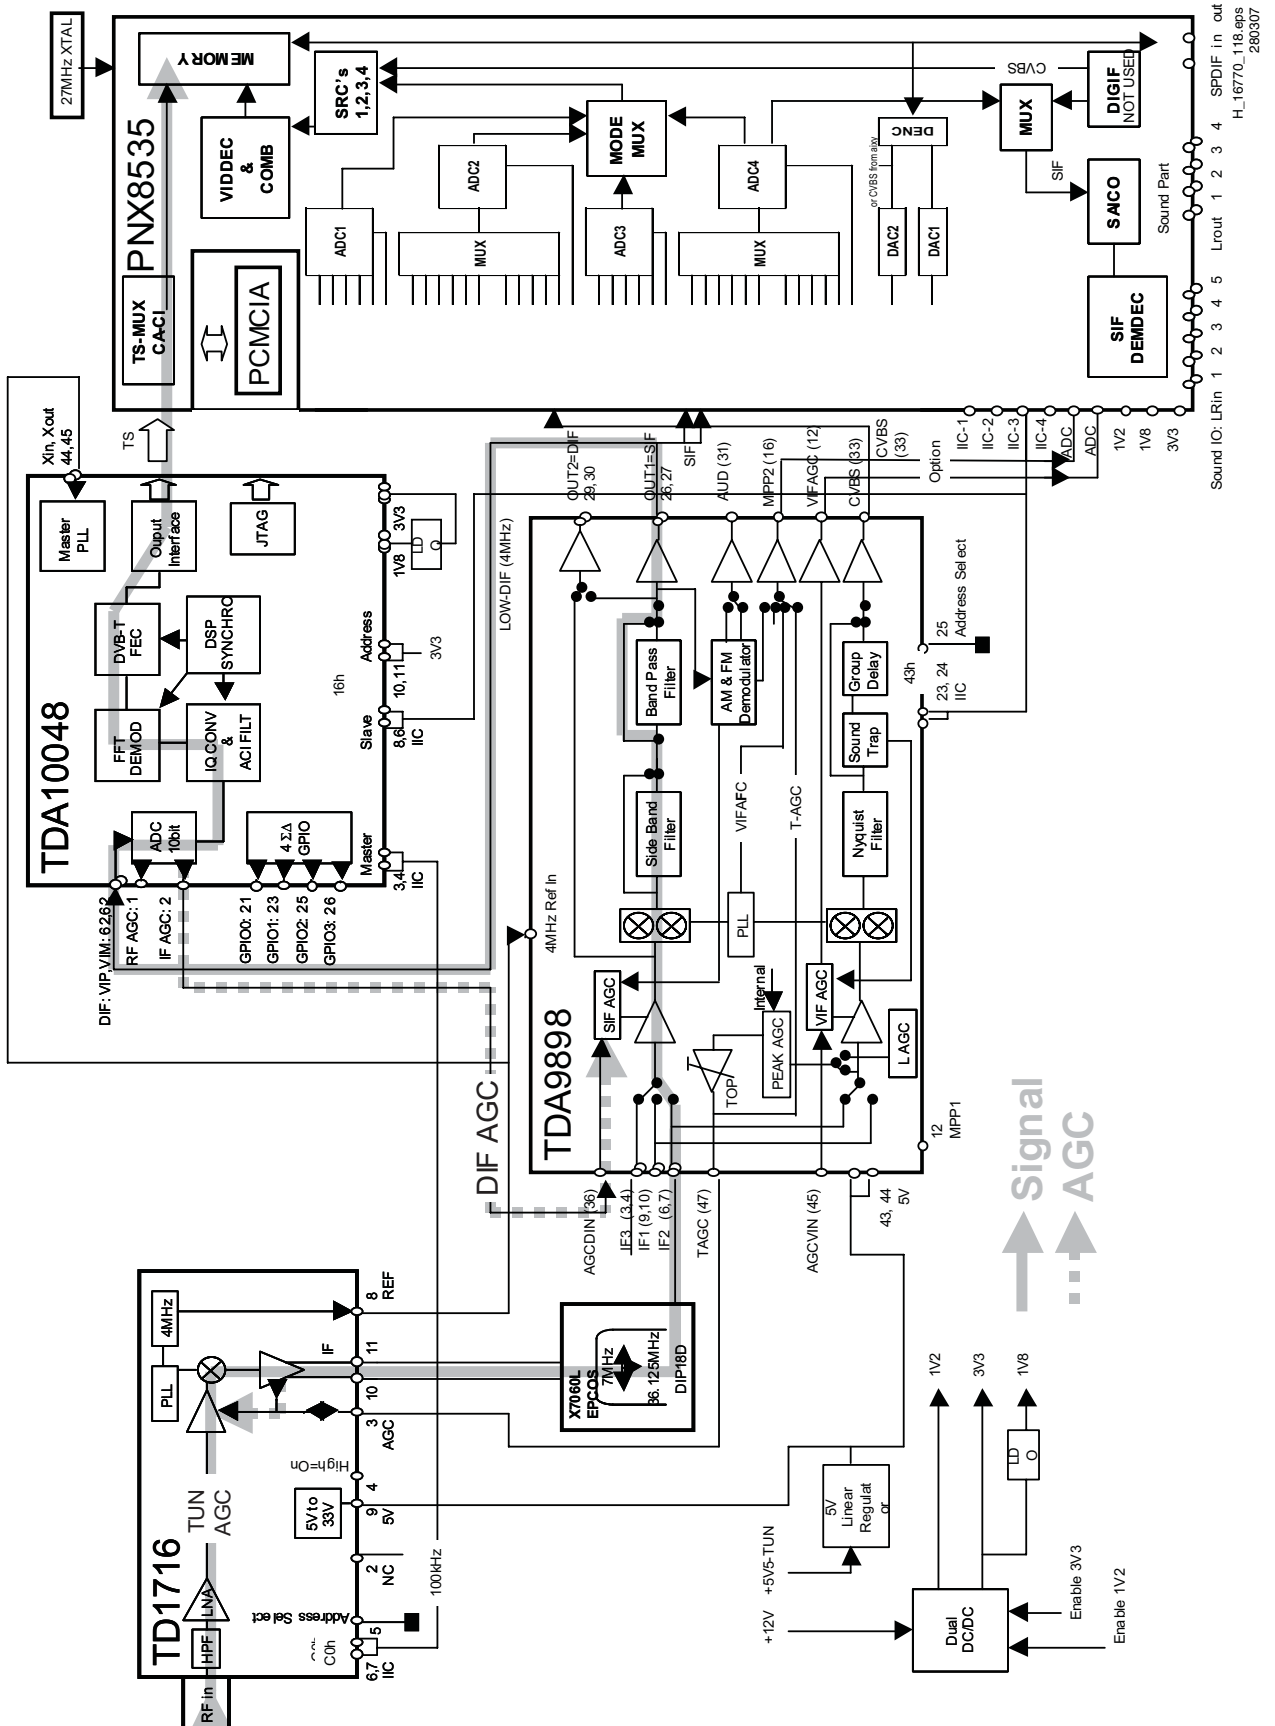 27MHz XTAL
PNX8535
MEMORY
VIDDEC
&
COMB
SRC's
1,2,3,4
TS-MUX
CA-CI
PCMCIA
ADC1
MUX
ADC2
ADC3
MODE
MUX
MUX
ADC4
DAC2
DAC1
DENC
or CVBS from a/xy
CVBS
MUX
DIGIF
NOT USED
SIF
SAICO
SIF
DEMDEC
Sound Part
Sound IO: LRin 1 2 3 4 5 Lrout 1 2 3 4 SPDIF in out
H_16770_118.eps
280307
IIC-1
IIC-2
IIC-3
IIC-4
ADC
ADC
1V2
1V8
3V3
TS
Xin, Xout
44,45
TDA10048
Master
PLL
Ouput
Interface
JTAG
DVB-T
FEC
DSP
SYNCHRO
FFT
DEMOD
IQ CONV
&
ACI FILT
ADC
10bit
4 ΣΔ
GPIO
3V3
1V8
LD
O
Address
10, 11
3V3
16h
Slave
8,6
IIC
Master
3,4
IIC
DIF: VIP,VIM: 62,62
RF AGC: 1
IF AGC: 2
GPIO0: 21
GPIO1: 23
GPIO2: 25
GPIO3: 26
LOW-DIF (4MHz)
DIF AGC
TDA9898
OUT2=DIF
29, 30
OUT1=SIF
26, 27
SIF
AUD (31)
MPP2 (16)
VIFAGC (12)
CVBS (33)
CVBS
(33)
Option
25
Address Select
43h
23, 24
IIC
Band Pass
Filter
AM & FM
Demodulator
Group
Delay
Sound
Trap
Side Band
Filter
Nyquist
Filter
VIFAFC
T-AGC
4MHz Ref In
PLL
SIF AGC
Internal
PEAK AGC
TOP
VIF AGC
L AGC
12
MPP1
AGCDIN (36)
IF3 (3,4)
IF1 (9,10)
IF2 (6,7)
TAGC (47)
AGCVIN (45)
43, 44
5V
Signal
AGC
TD1716
RF in
HPF
LNA
TUN
AGC
PLL
4MHz
5V to
33V
High=On
Address Select
C0h
8
REF
IF
11
10
3
AGC
4
9
5V
2
NC
5
6,7
IIC
100kHz
X7060L
EPCOS
7MHz
36.125MHz
DIP18D
+12V
+5V5-TUN
5V
Linear
Regulat
or
Dual
DC/DC
Enable 3V3
Enable 1V2
LD
O
1V2
3V3
1V8